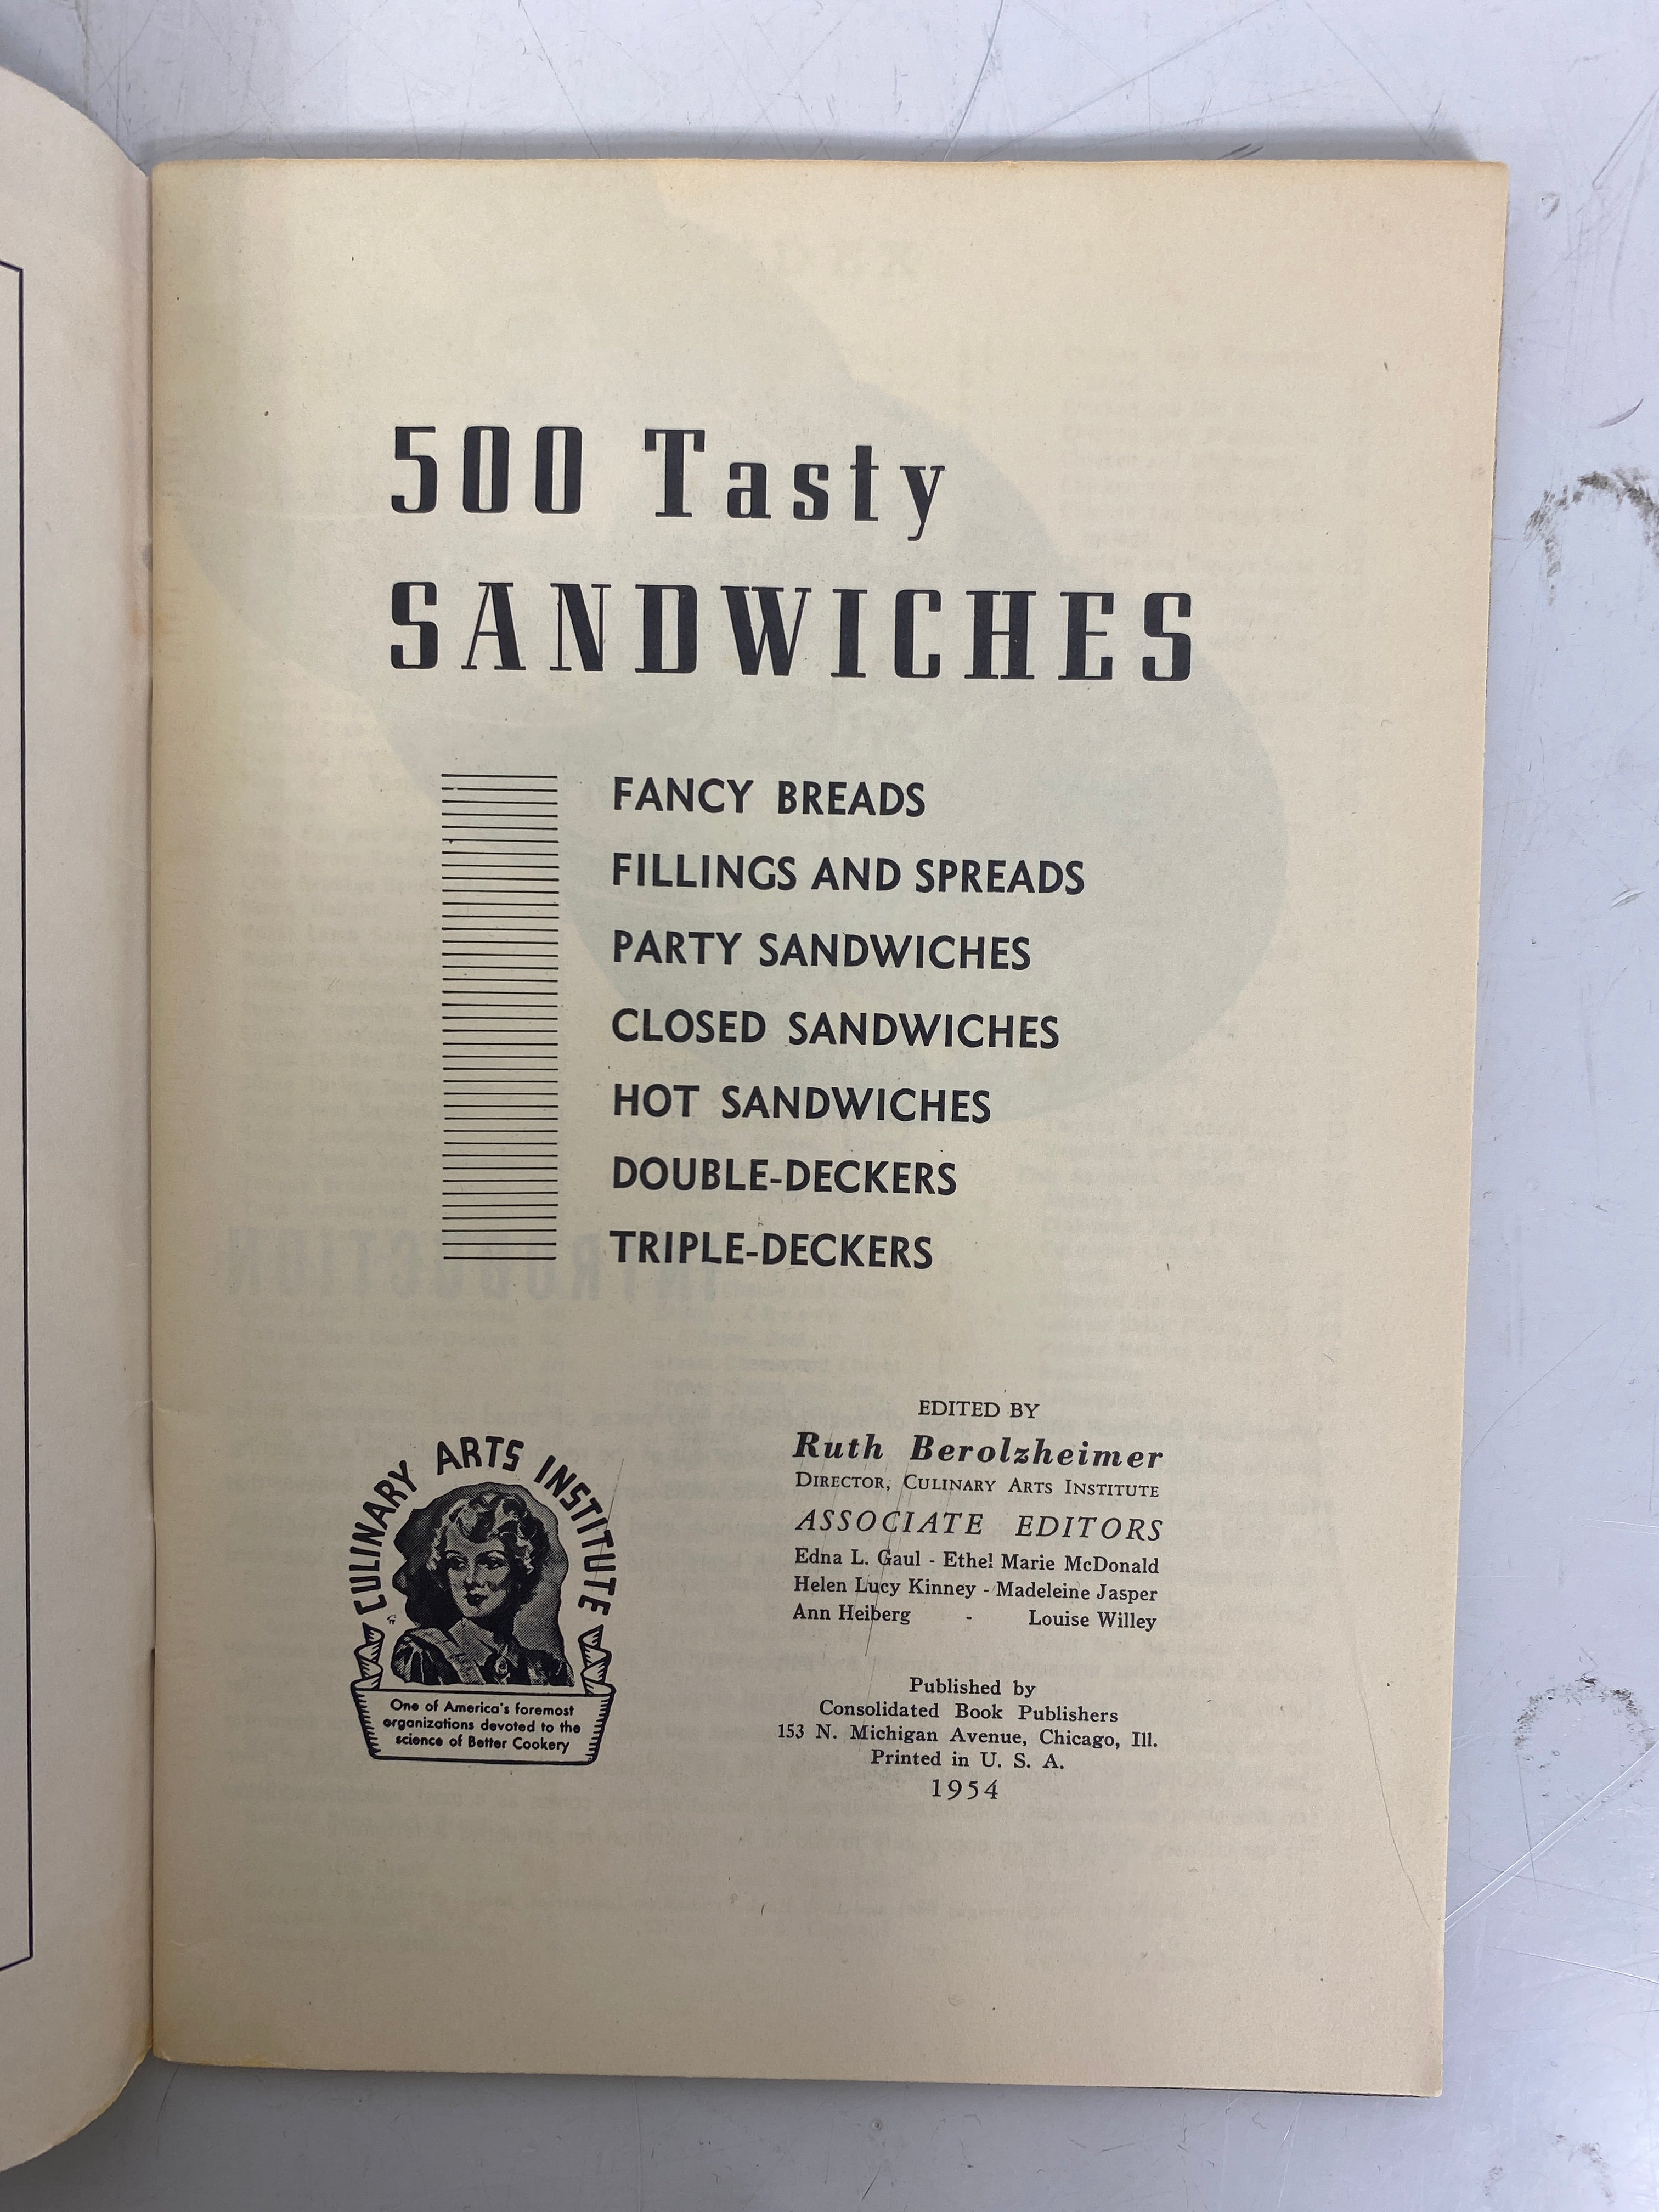 500 Tasty
SANDWICHES
FANCY BREADS
FILLINGS AND SPREADS
PARTY SANDWICHES
CLOSED SANDWICHES
HOT SANDWICHES
DOUBLE-DECKERS
TRIPLE-DECKERS
CULINARY ARTS INSTITUTE
One of America's foremost
organizations devoted to the
science of Better Cookery
EDITED BY
Ruth Berolzheimer
DIRECTOR, CULINARY ARTS INSTITUTE
ASSOCIATE EDITORS
Edna L. Gaul - Ethel Marie McDonald
Helen Lucy Kinney - Madeleine Jasper
Ann Heiberg - Louise Willey
Published by
Consolidated Book Publishers
153 N. Michigan Avenue, Chicago, Ill.
Printed in U. S. A.
1954
INTRODUCTION